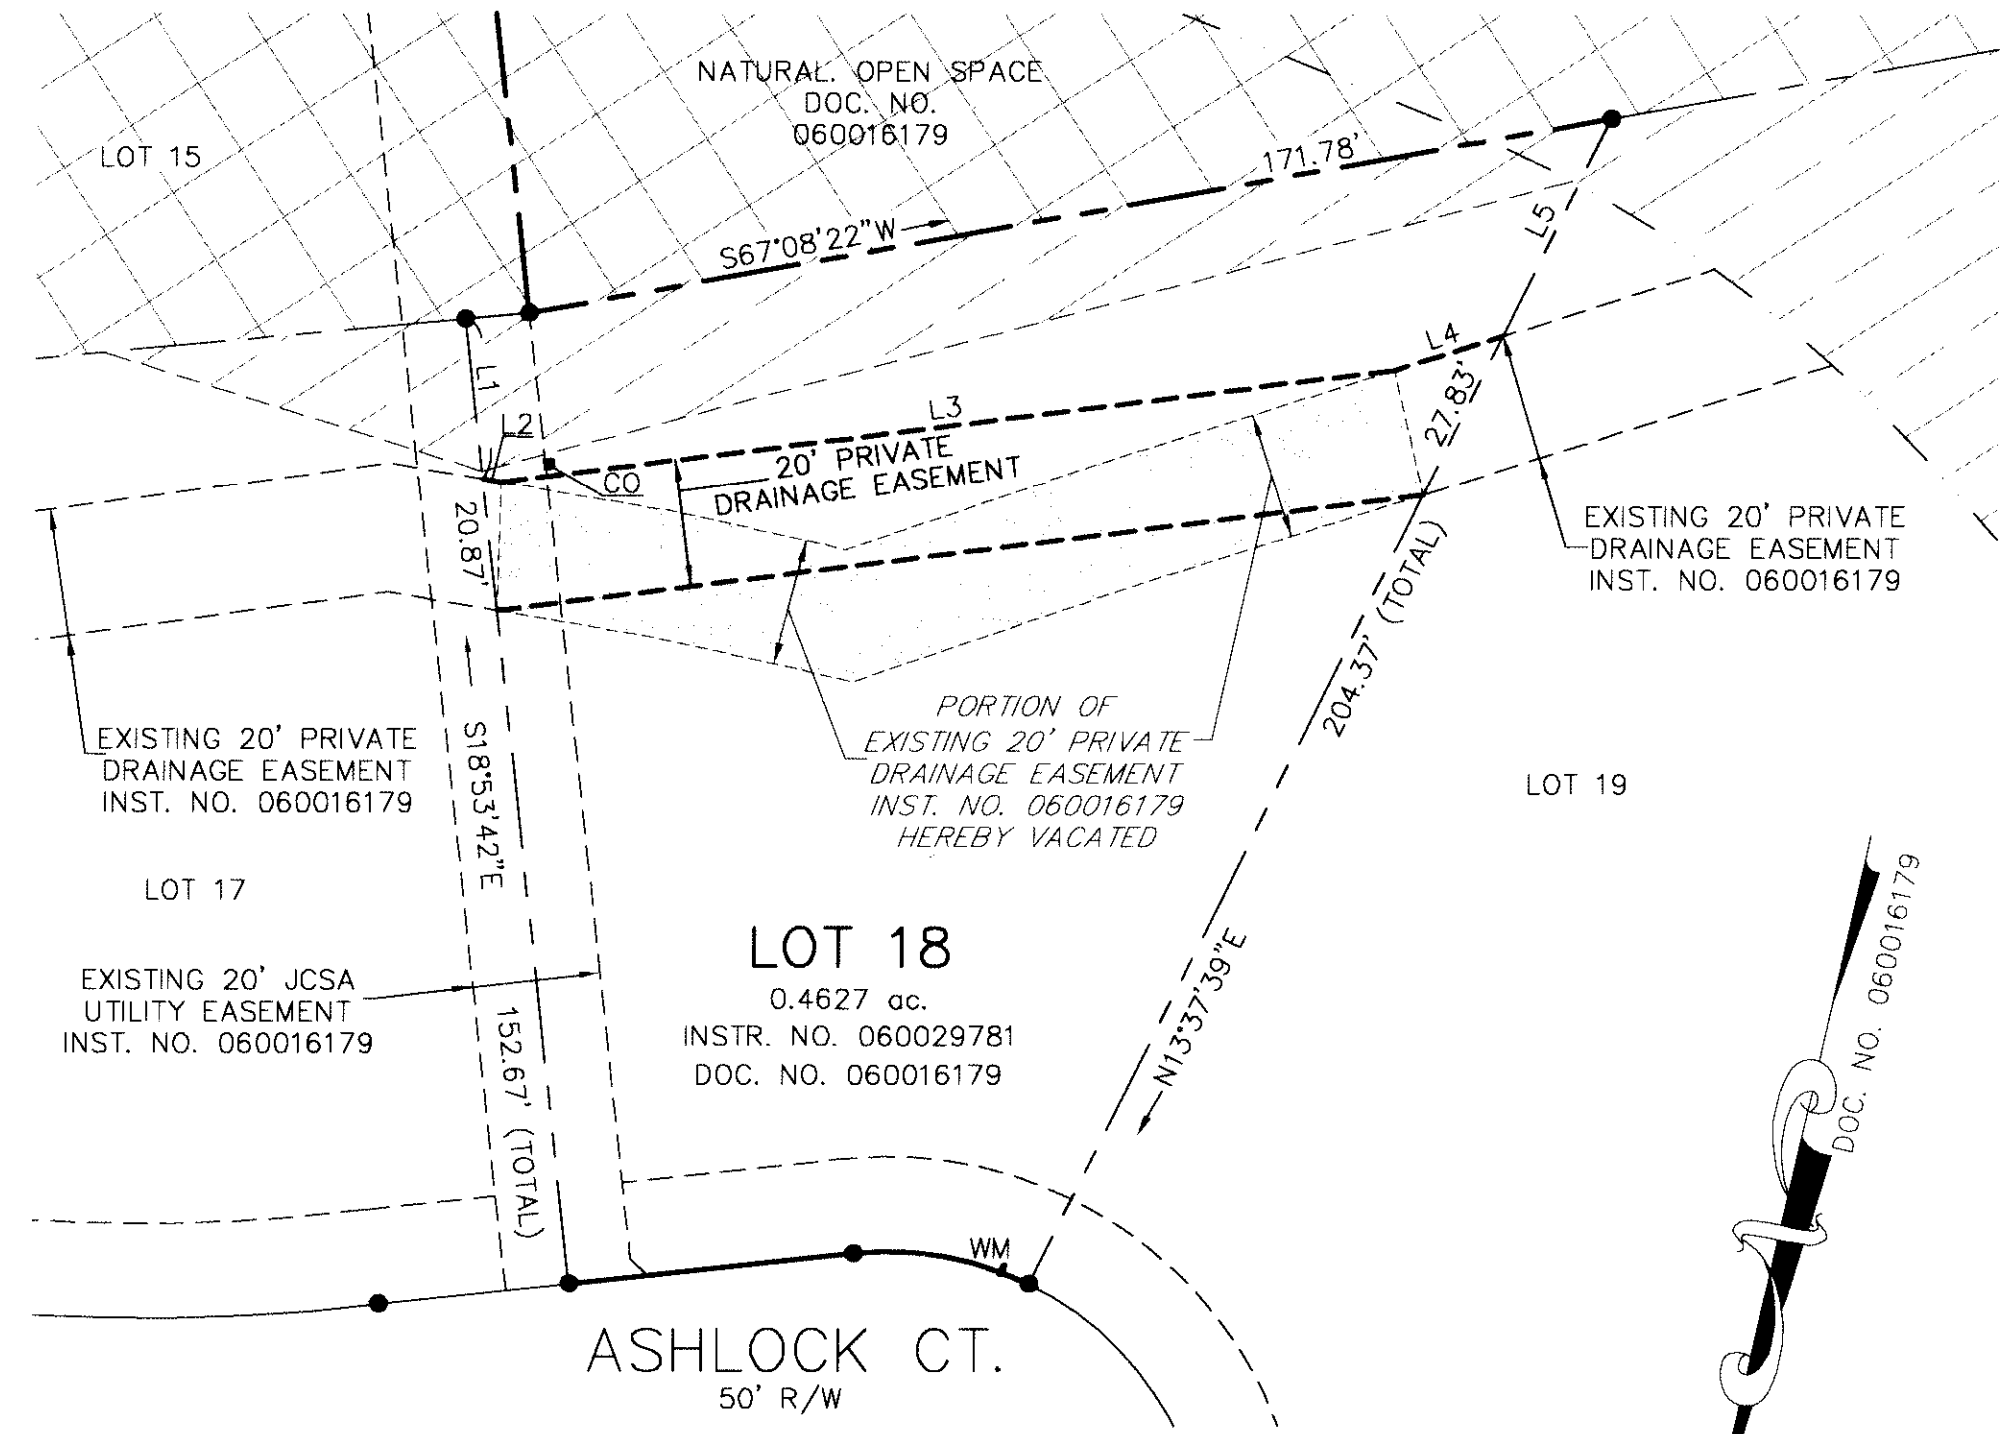 NATURAL. OPEN SPACE
DOC. NO.
060016179
LOT 15
171.78'
S67°08'22"W
L5
L1
L2
L3
L4
27.83'
CO
20' PRIVATE
DRAINAGE EASEMENT
20.87'
EXISTING 20' PRIVATE
DRAINAGE EASEMENT
INST. NO. 060016179
204.37' (TOTAL)
PORTION OF
EXISTING 20' PRIVATE
DRAINAGE EASEMENT
INST. NO. 060016179
HEREBY VACATED
EXISTING 20' PRIVATE
DRAINAGE EASEMENT
INST. NO. 060016179
S18°53'42"E
LOT 19
LOT 17
LOT 18
0.4627 ac.
INSTR. NO. 060029781
DOC. NO. 060016179
N13°37'39"E
EXISTING 20' JCSA
UTILITY EASEMENT
INST. NO. 060016179
152.67' (TOTAL)
DOC. NO. 060016179
WM
ASHLOCK CT.
50' R/W